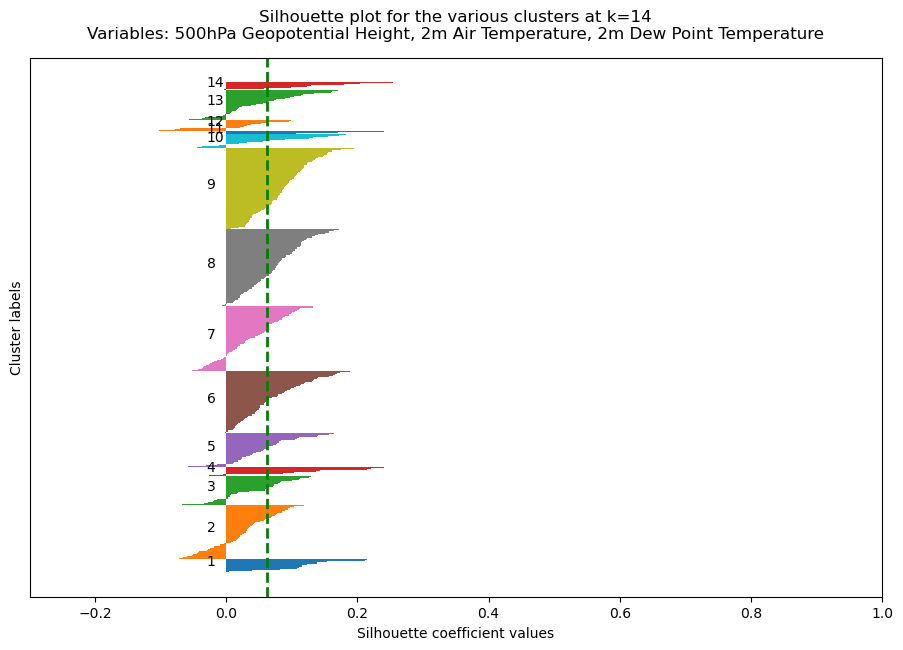 Silhouette plot for the various clusters at k=14
Variables: 500hPa Geopotential Height, 2m Air Temperature, 2m Dew Point Temperature
14
13
12
11
10
9
8
7
6
5
4
3
2
1
Cluster labels
−0.2 0.0 0.2 0.4 0.6 0.8 1.0
Silhouette coefficient values